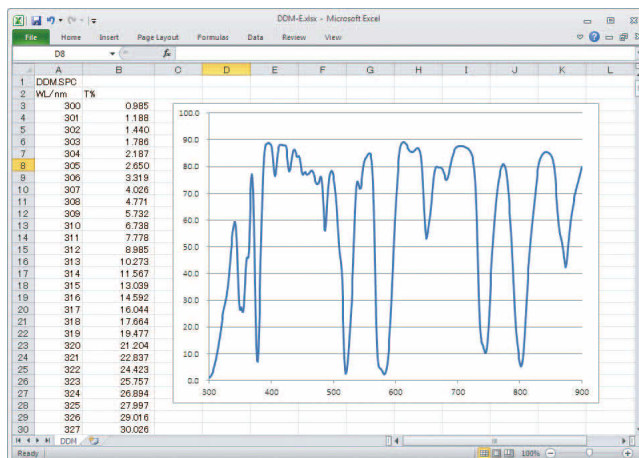 DDM-E.xlsx - Microsoft Excel
File Home Insert Page Layout Formulas Data Review View
D8 fx
A B C D E F G H I J K L
1 DDM.SPC
2 WL/nm T%
3 300 0.985
4 301 1.188
5 302 1.440
6 303 1.786
7 304 2.187
8 305 2.650
9 306 3.319
10 307 4.026
11 308 4.771
12 309 5.732
13 310 6.738
14 311 7.778
15 312 8.985
16 313 10.273
17 314 11.567
18 315 13.039
19 316 14.592
20 317 16.044
21 318 17.664
22 319 19.477
23 320 21.204
24 321 22.837
25 322 24.423
26 323 25.757
27 324 26.894
28 325 27.997
29 326 29.016
30 327 30.026
100.0
90.0
80.0
70.0
60.0
50.0
40.0
30.0
20.0
10.0
0.0
300 400 500 600 700 800 900
DDM
Ready 100%